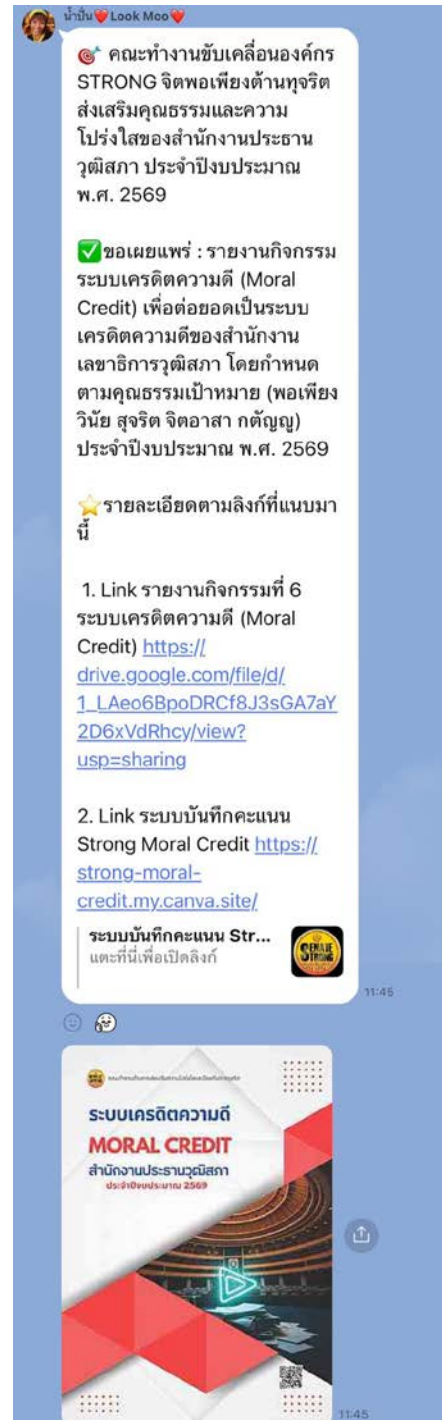 น้ำปั่น❤️Look Moo❤️
🎯 คณะทำงานขับเคลื่อนองค์กร
STRONG จิตพอเพียงต้านทุจริต
ส่งเสริมคุณธรรมและความ
โปร่งใสของสำนักงานประธาน
วุฒิสภา ประจำปีงบประมาณ
พ.ศ. 2569
✅ขอเผยแพร่ : รายงานกิจกรรม
ระบบเครดิตความดี (Moral
Credit) เพื่อต่อยอดเป็นระบบ
เครดิตความดีของสำนักงาน
เลขาธิการวุฒิสภา โดยกำหนด
ตามคุณธรรมเป้าหมาย (พอเพียง
วินัย สุจริต จิตอาสา กตัญญู)
ประจำปีงบประมาณ พ.ศ. 2569
⭐รายละเอียดตามลิงก์ที่แนบมา
นี้
1. Link รายงานกิจกรรมที่ 6
ระบบเครดิตความดี (Moral
Credit) https://
drive.google.com/file/d/
1_LAeo6BpoDRCf8J3sGA7aY
2D6xVdRhcy/view?
usp=sharing
2. Link ระบบบันทึกคะแนน
Strong Moral Credit https://
strong-moral-
credit.my.canva.site/
ระบบบันทึกคะแนน Str...
แตะที่นี่เพื่อเปิดลิงก์
SENATE
STRONG
11:45
ระบบเครดิตความดี
MORAL CREDIT
สำนักงานประธานวุฒิสภา
ประจำปีงบประมาณ 2569
11:45